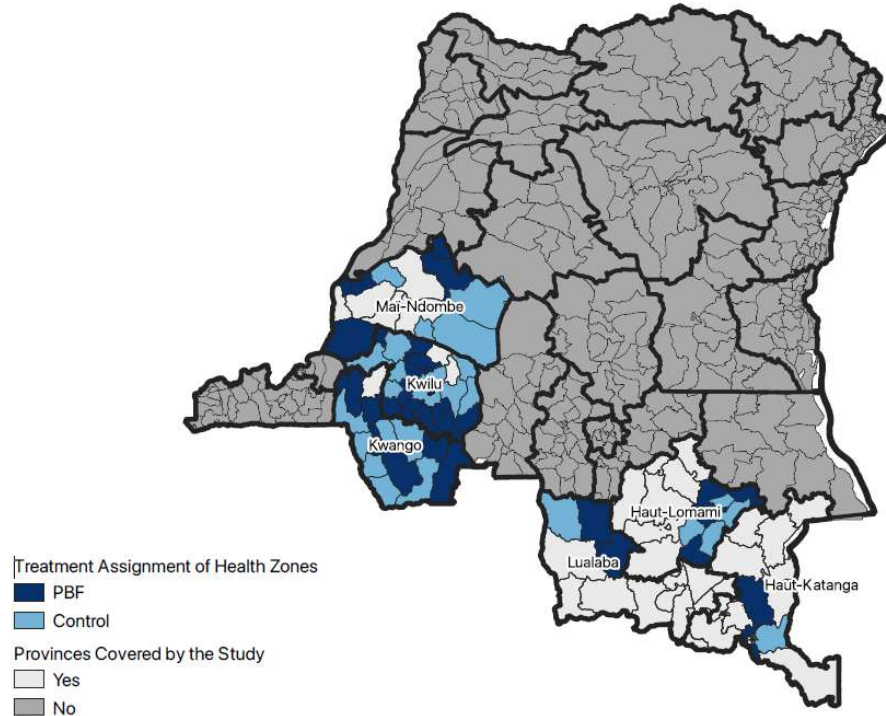 Maï-Ndombe
Kwilu
Kwango
Haut-Lomami
Lualaba
Haut-Katanga
Treatment Assignment of Health Zones
PBF
Control
Provinces Covered by the Study
Yes
No